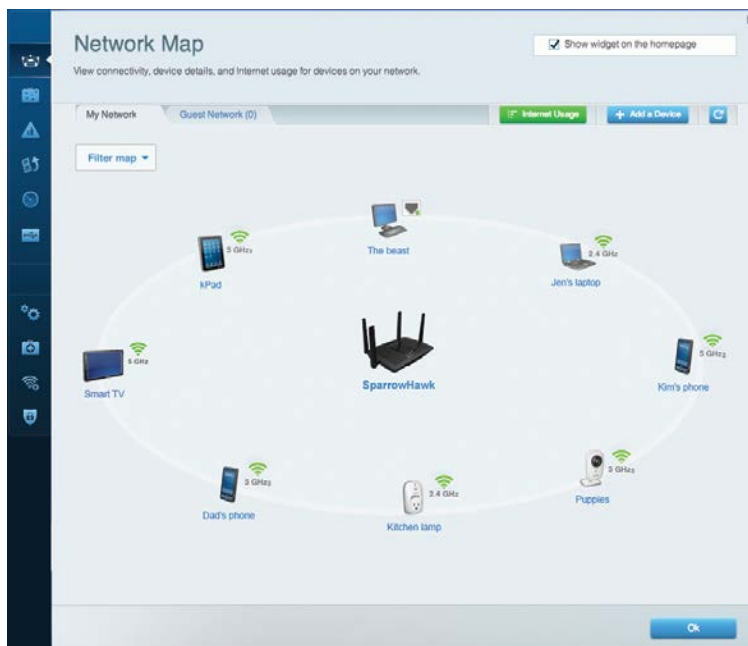 Network Map
Show widget on the homepage
View connectivity, device details, and Internet usage for devices on your network.
My Network
Guest Network (0)
Internet Usage
Add a Device
Filter map
5 GHz
The beast
2.4 GHz
kPad
Jen's laptop
5 GHz
5 GHz
Smart TV
SparrowHawk
Kim's phone
5 GHz
2.4 GHz
5 GHz
Dad's phone
Kitchen lamp
Puppies
Ok